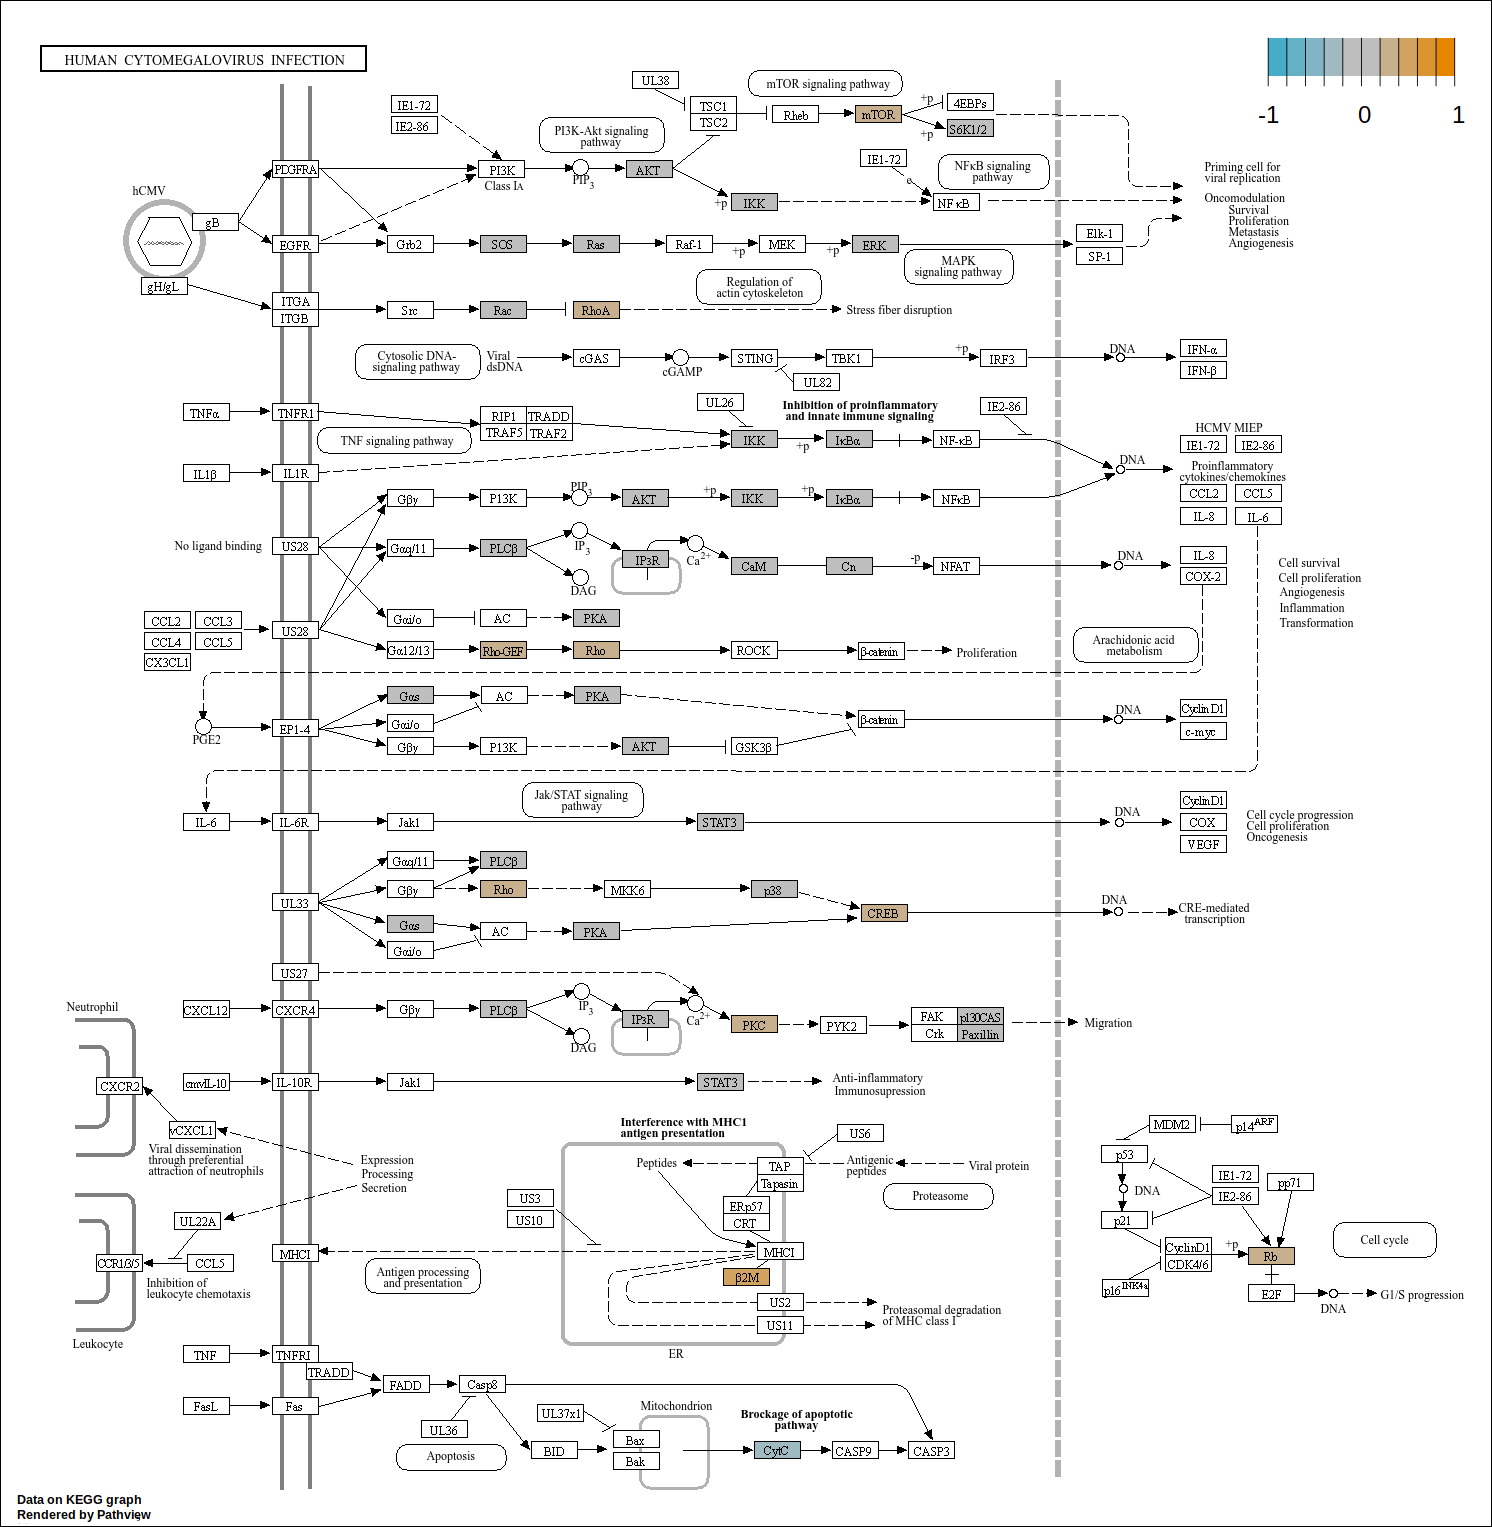 HUMAN CYTOMEGALOVIRUS INFECTION
-1 0 1
UL38
mTOR signaling pathway
IE1-72
IE2-86
TSC1
TSC2
Rheb
mTOR
+p
4EBPs
S6K1/2
+p
PI3K-Akt signaling
pathway
PDGFRA
PI3K
Class IA
PIP3
AKT
IE1-72
NFκB signaling
pathway
Priming cell for
viral replication
hCMV
gB
+p
IKK
e
NFκB
Oncomodulation
Survival
Proliferation
Metastasis
Angiogenesis
EGFR
Grb2
SOS
Ras
Raf-1
+p
MEK
+p
ERK
Elk-1
SP-1
MAPK
signaling pathway
gH/gL
Regulation of
actin cytoskeleton
ITGA
ITGB
Src
Rac
RhoA
Stress fiber disruption
Cytosolic DNA-
signaling pathway
Viral
dsDNA
cGAS
cGAMP
STING
TBK1
UL82
+p
IRF3
DNA
IFN-α
IFN-β
TNFα
TNFR1
TNF signaling pathway
RIP1
TRADD
TRAF5
TRAF2
UL26
Inhibition of proinflammatory
and innate immune signaling
IE2-86
IKK
+p
IκBα
NF-κB
HCMV MIEP
IE1-72
IE2-86
IL1β
IL1R
DNA
Proinflammatory
cytokines/chemokines
CCL2
CCL5
IL-8
IL-6
Gβγ
P13K
PIP3
AKT
+p
IKK
+p
IκBα
NFκB
No ligand binding
US28
Gαq/11
PLCβ
IP3
DAG
IP3R
Ca2+
CaM
Cn
-p
NFAT
DNA
IL-8
COX-2
Cell survival
Cell proliferation
Angiogenesis
Inflammation
Transformation
CCL2
CCL3
CCL4
CCL5
CX3CL1
US28
Gαi/o
AC
PKA
Gα12/13
Rho-GEF
Rho
ROCK
β-catenin
Proliferation
Arachidonic acid
metabolism
PGE2
EP1-4
Gαs
AC
PKA
Gαi/o
Gβγ
P13K
AKT
GSK3β
β-catenin
DNA
CyclinD1
c-myc
Jak/STAT signaling
pathway
IL-6
IL-6R
Jak1
STAT3
DNA
CyclinD1
COX
VEGF
Cell cycle progression
Cell proliferation
Oncogenesis
UL33
Gαq/11
PLCβ
Gβγ
Rho
MKK6
p38
CREB
Gαs
AC
PKA
Gαi/o
DNA
CRE-mediated
transcription
US27
Neutrophil
CXCL12
CXCR4
Gβγ
PLCβ
IP3
DAG
IP3R
Ca2+
PKC
PYK2
FAK
p130CAS
Crk
Paxillin
Migration
CXCR2
cmvIL-10
IL-10R
Jak1
STAT3
Anti-inflammatory
Immunosupression
vCXCL1
Viral dissemination
through preferential
attraction of neutrophils
Expression
Processing
Secretion
Interference with MHC1
antigen presentation
US6
Peptides
TAP
Tapasin
Antigenic
peptides
Viral protein
Proteasome
US3
US10
ERp57
CRT
UL22A
CCR1/3/5
CCL5
Inhibition of
leukocyte chemotaxis
Leukocyte
MHCI
Antigen processing
and presentation
MHCI
β2M
US2
US11
Proteasomal degradation
of MHC class I
ER
MDM2
p14ARF
p53
DNA
p21
IE1-72
IE2-86
pp71
CyclinD1
CDK4/6
+p
Rb
p16INK4a
E2F
DNA
G1/S progression
Cell cycle
TNF
TNFRI
TRADD
FADD
Casp8
FasL
Fas
UL36
Apoptosis
UL37x1
Mitochondrion
Bax
Bak
BID
Brockage of apoptotic
pathway
CytC
CASP9
CASP3
Data on KEGG graph
Rendered by Pathview